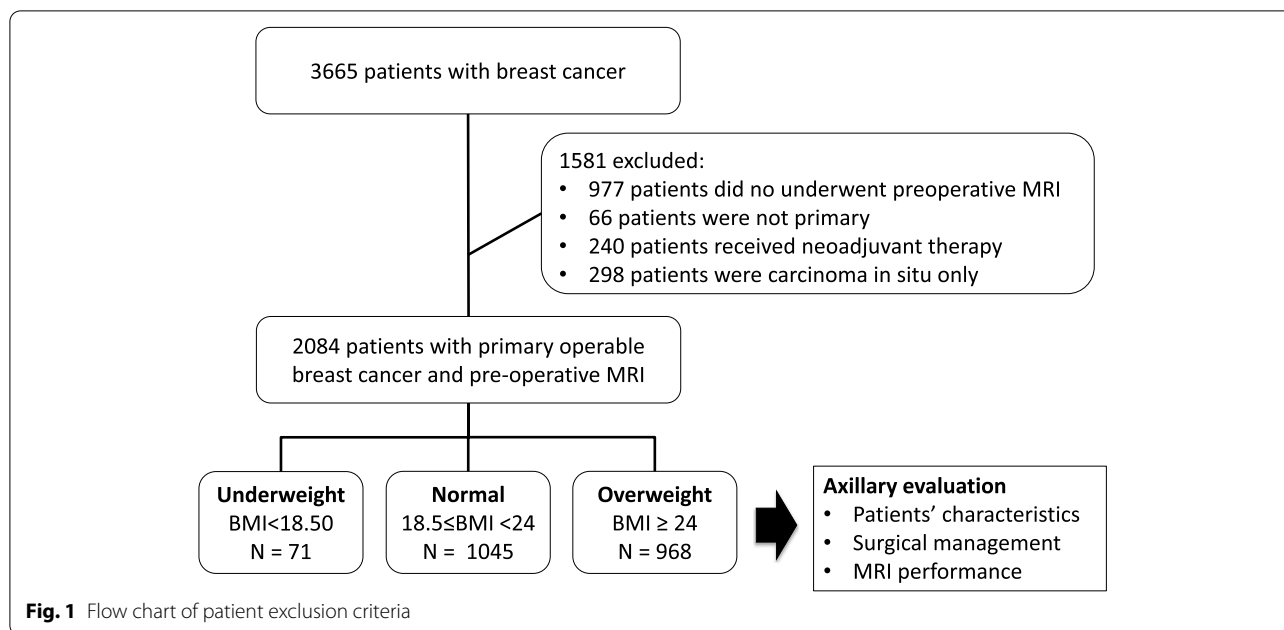 3665 patients with breast cancer
1581 excluded:
• 977 patients did no underwent preoperative MRI
• 66 patients were not primary
• 240 patients received neoadjuvant therapy
• 298 patients were carcinoma in situ only
2084 patients with primary operable
breast cancer and pre-operative MRI
Underweight
BMI<18.50
N = 71
Normal
18.5≤BMI <24
N = 1045
Overweight
BMI ≥ 24
N = 968
Axillary evaluation
• Patients’ characteristics
• Surgical management
• MRI performance
Fig. 1 Flow chart of patient exclusion criteria